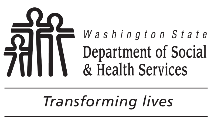 Washington State
Department of Social
& Health Services
Transforming lives